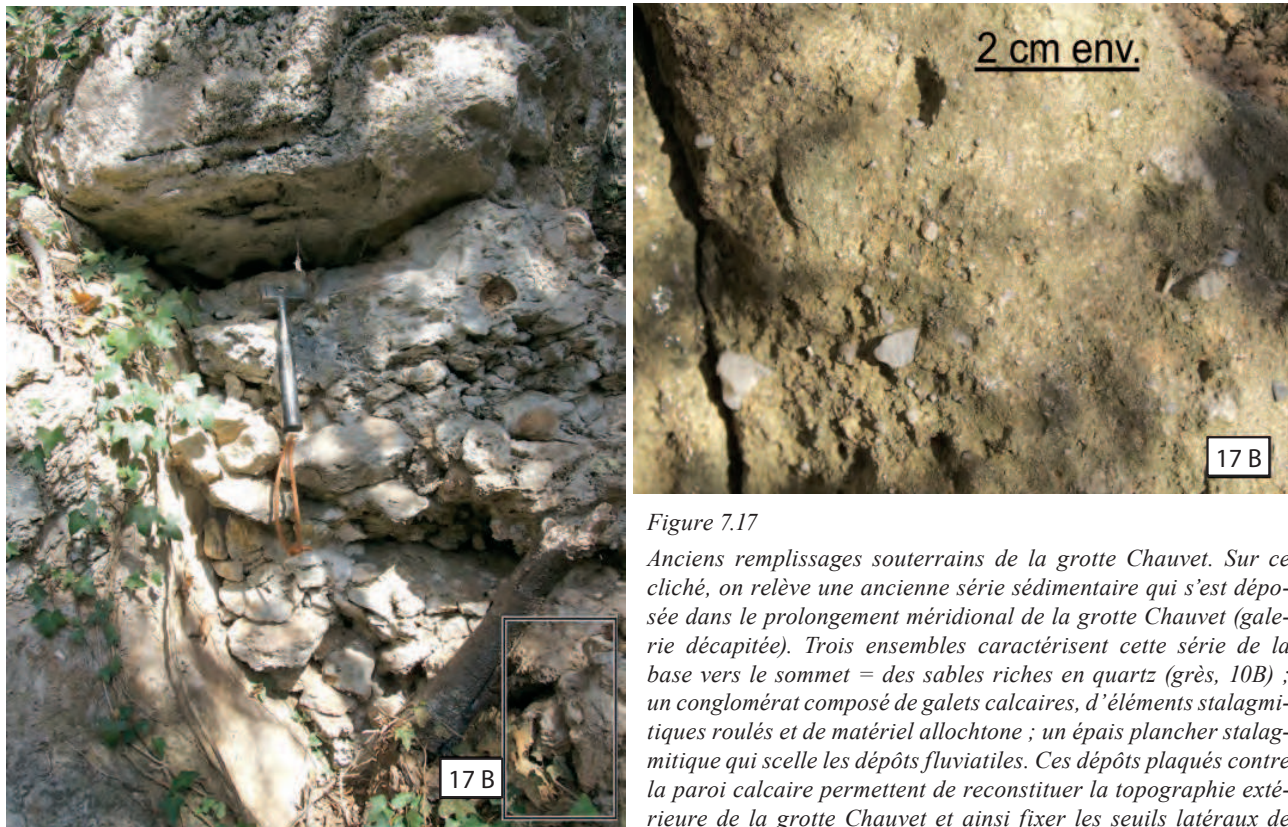 2 cm env.
17 B
17 B
Figure 7.17
Anciens remplissages souterrains de la grotte Chauvet. Sur ce
cliché, on relève une ancienne série sédimentaire qui s'est dépo-
sée dans le prolongement méridional de la grotte Chauvet (gale-
rie décapitée). Trois ensembles caractérisent cette série de la
base vers le sommet = des sables riches en quartz (grès, 10B) ;
un conglomérat composé de galets calcaires, d'éléments stalagmi-
tiques roulés et de matériel allochtone ; un épais plancher stalag-
mitique qui scelle les dépôts fluviatiles. Ces dépôts plaqués contre
la paroi calcaire permettent de reconstituer la topographie exté-
rieure de la grotte Chauvet et ainsi fixer les seuils latéraux de